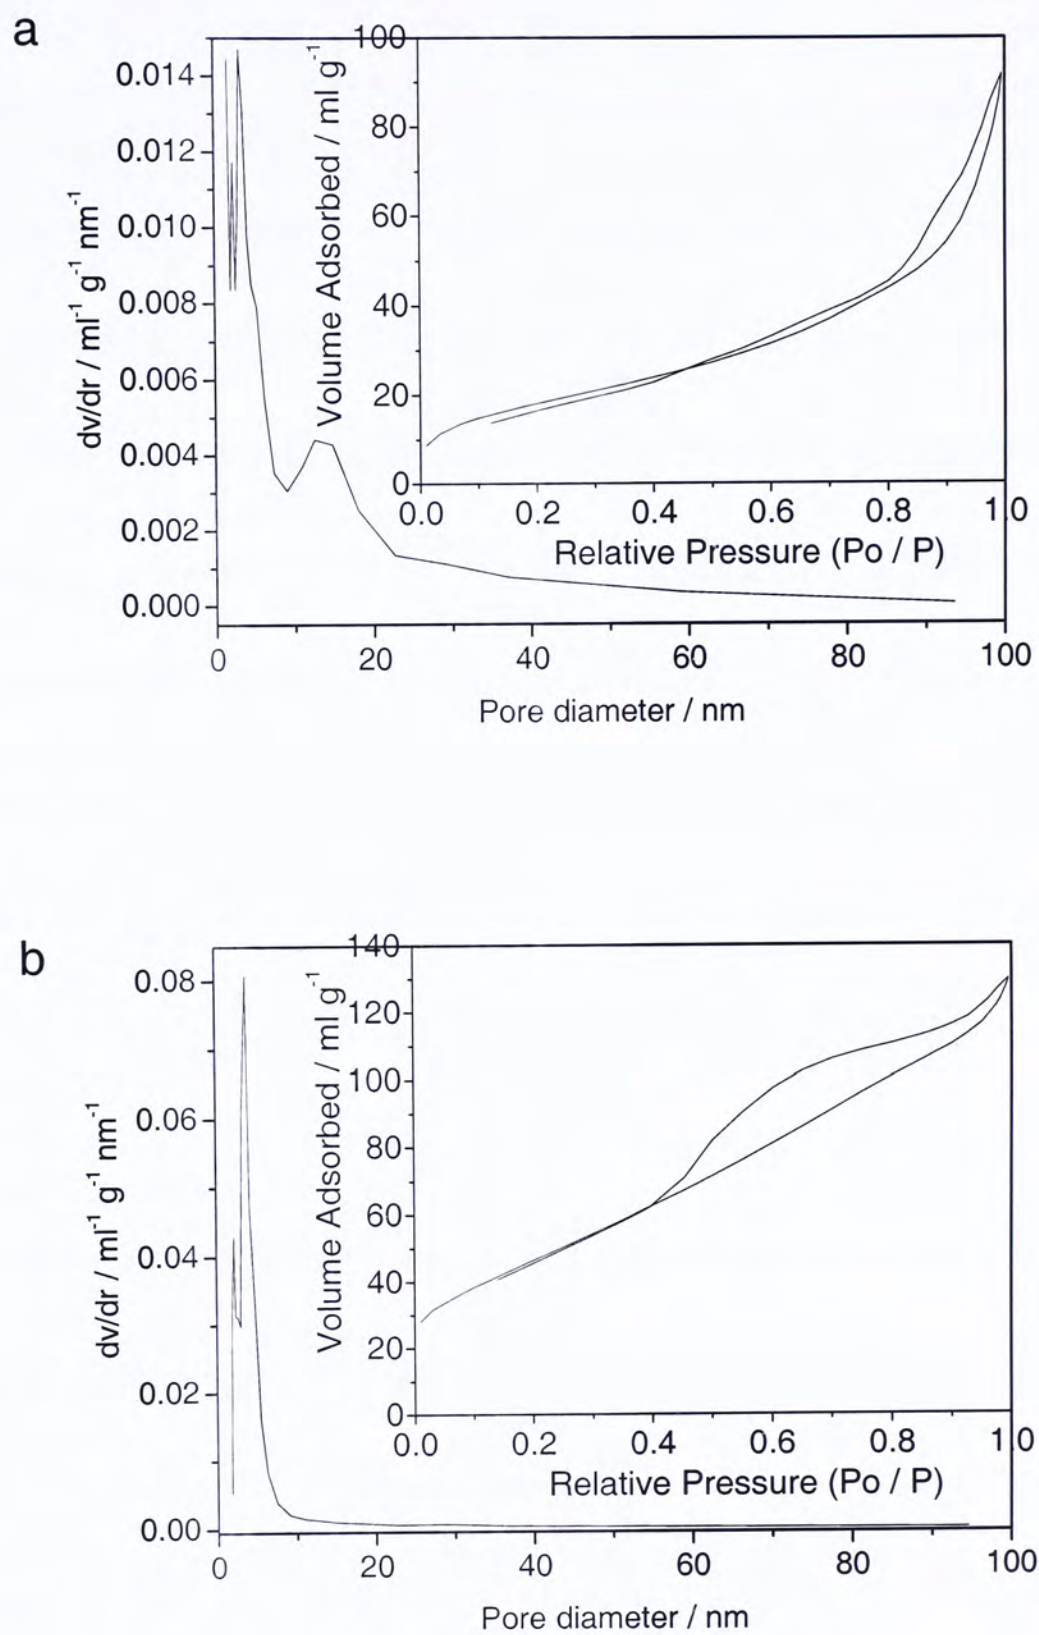 a
100
80
60
40
20
0
Volume Adsorbed / ml g⁻¹
0.0 0.2 0.4 0.6 0.8 1.0
Relative Pressure (Po / P)
0.014
0.012
0.010
0.008
0.006
0.004
0.002
0.000
dv/dr / ml⁻¹ g⁻¹ nm⁻¹
0 20 40 60 80 100
Pore diameter / nm
b
140
120
100
80
60
40
20
0
Volume Adsorbed / ml g⁻¹
0.0 0.2 0.4 0.6 0.8 1.0
Relative Pressure (Po / P)
0.08
0.06
0.04
0.02
0.00
dv/dr / ml⁻¹ g⁻¹ nm⁻¹
0 20 40 60 80 100
Pore diameter / nm